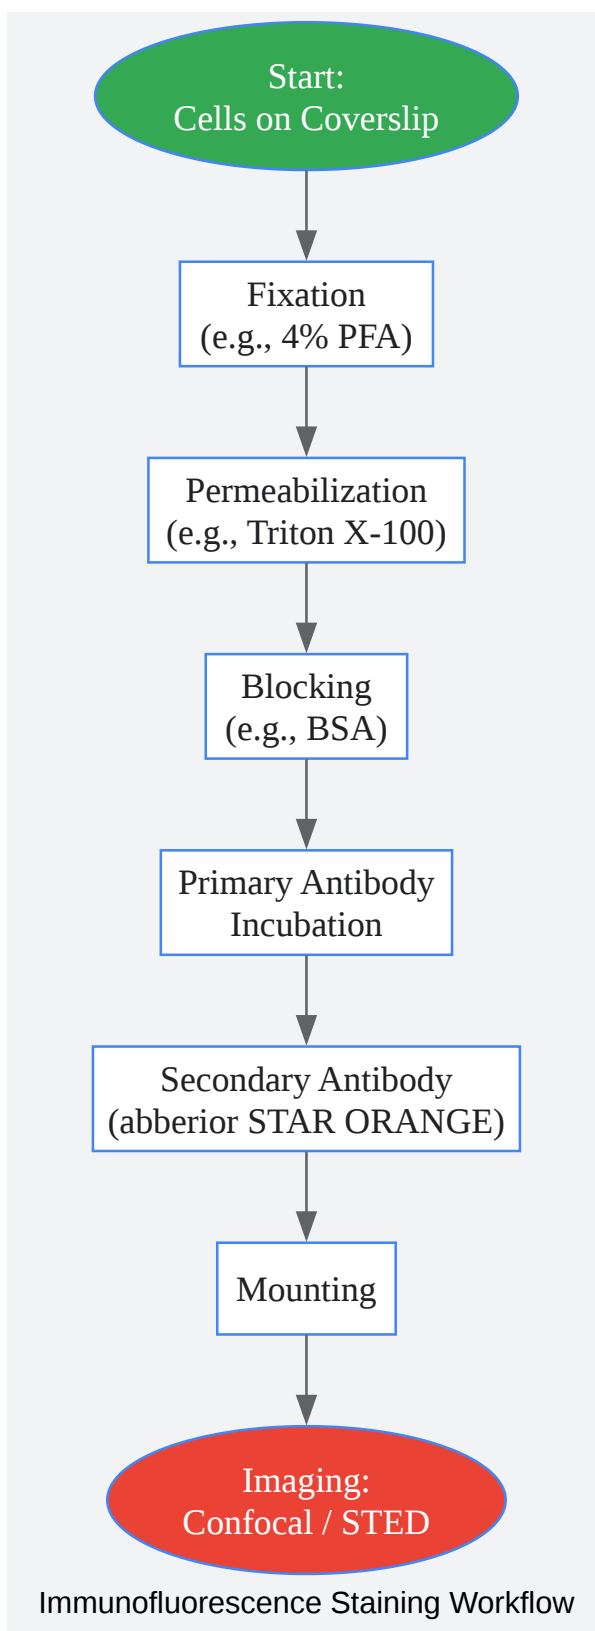 Start:
Cells on Coverslip
Fixation
(e.g., 4% PFA)
Permeabilization
(e.g., Triton X-100)
Blocking
(e.g., BSA)
Primary Antibody
Incubation
Secondary Antibody
(abberior STAR ORANGE)
Mounting
Imaging:
Confocal / STED
Immunofluorescence Staining Workflow